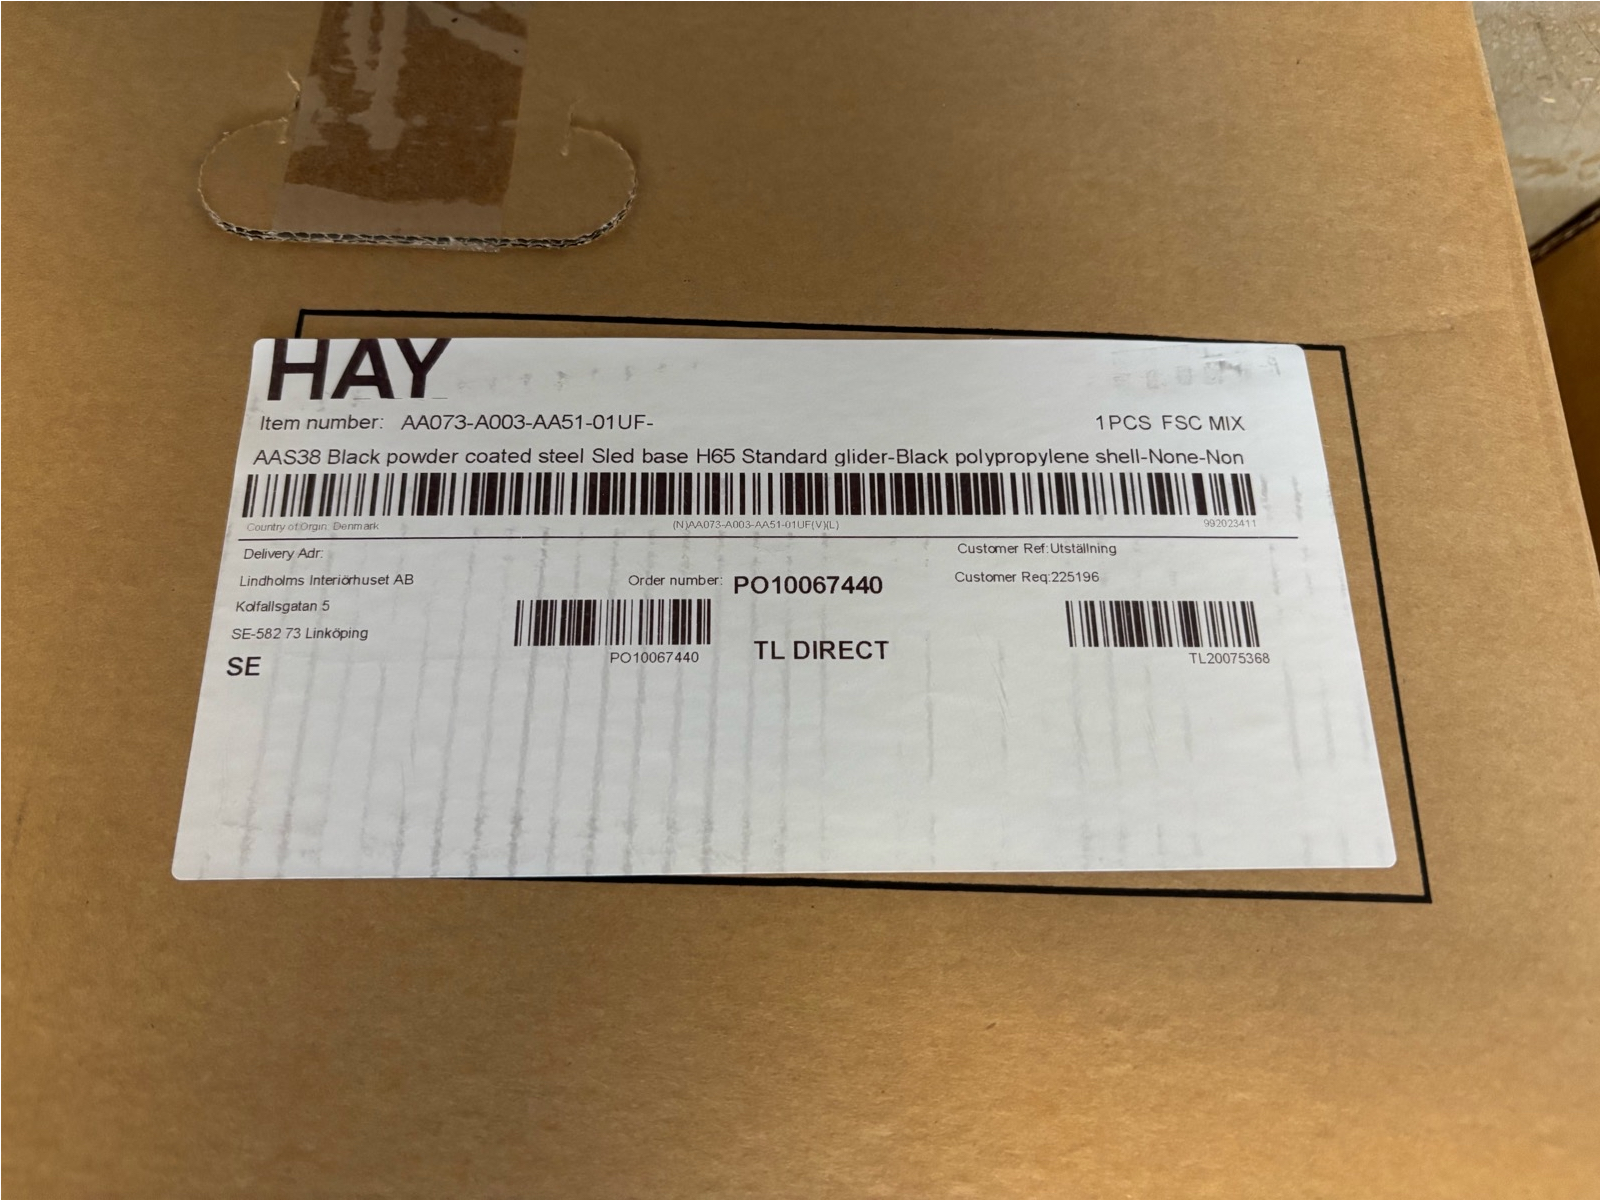 HAY
Item number: AA073-A003-AA51-01UF-
1PCS FSC MIX
AAS38 Black powder coated steel Sled base H65 Standard glider-Black polypropylene shell-None-Non
Country of Orgin: Denmark
(N)AA073-A003-AA51-01UF(V)(L)
992023411
Delivery Adr:
Lindholms Interiörhuset AB
Kolfallsgatan 5
SE-582 73 Linköping
SE
Order number: PO10067440
PO10067440
TL DIRECT
Customer Ref:Utställning
Customer Req:225196
TL20075368